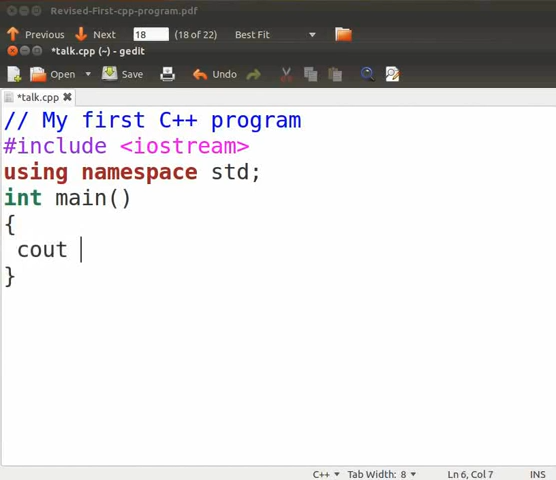 Revised-First-cpp-program.pdf
Previous Next 18 (18 of 22) Best Fit
*talk.cpp (~) - gedit
Open Save Undo
*talk.cpp
// My first C++ program
#include <iostream>
using namespace std;
int main()
{
cout
}
C++ Tab Width: 8 Ln 6, Col 7 INS